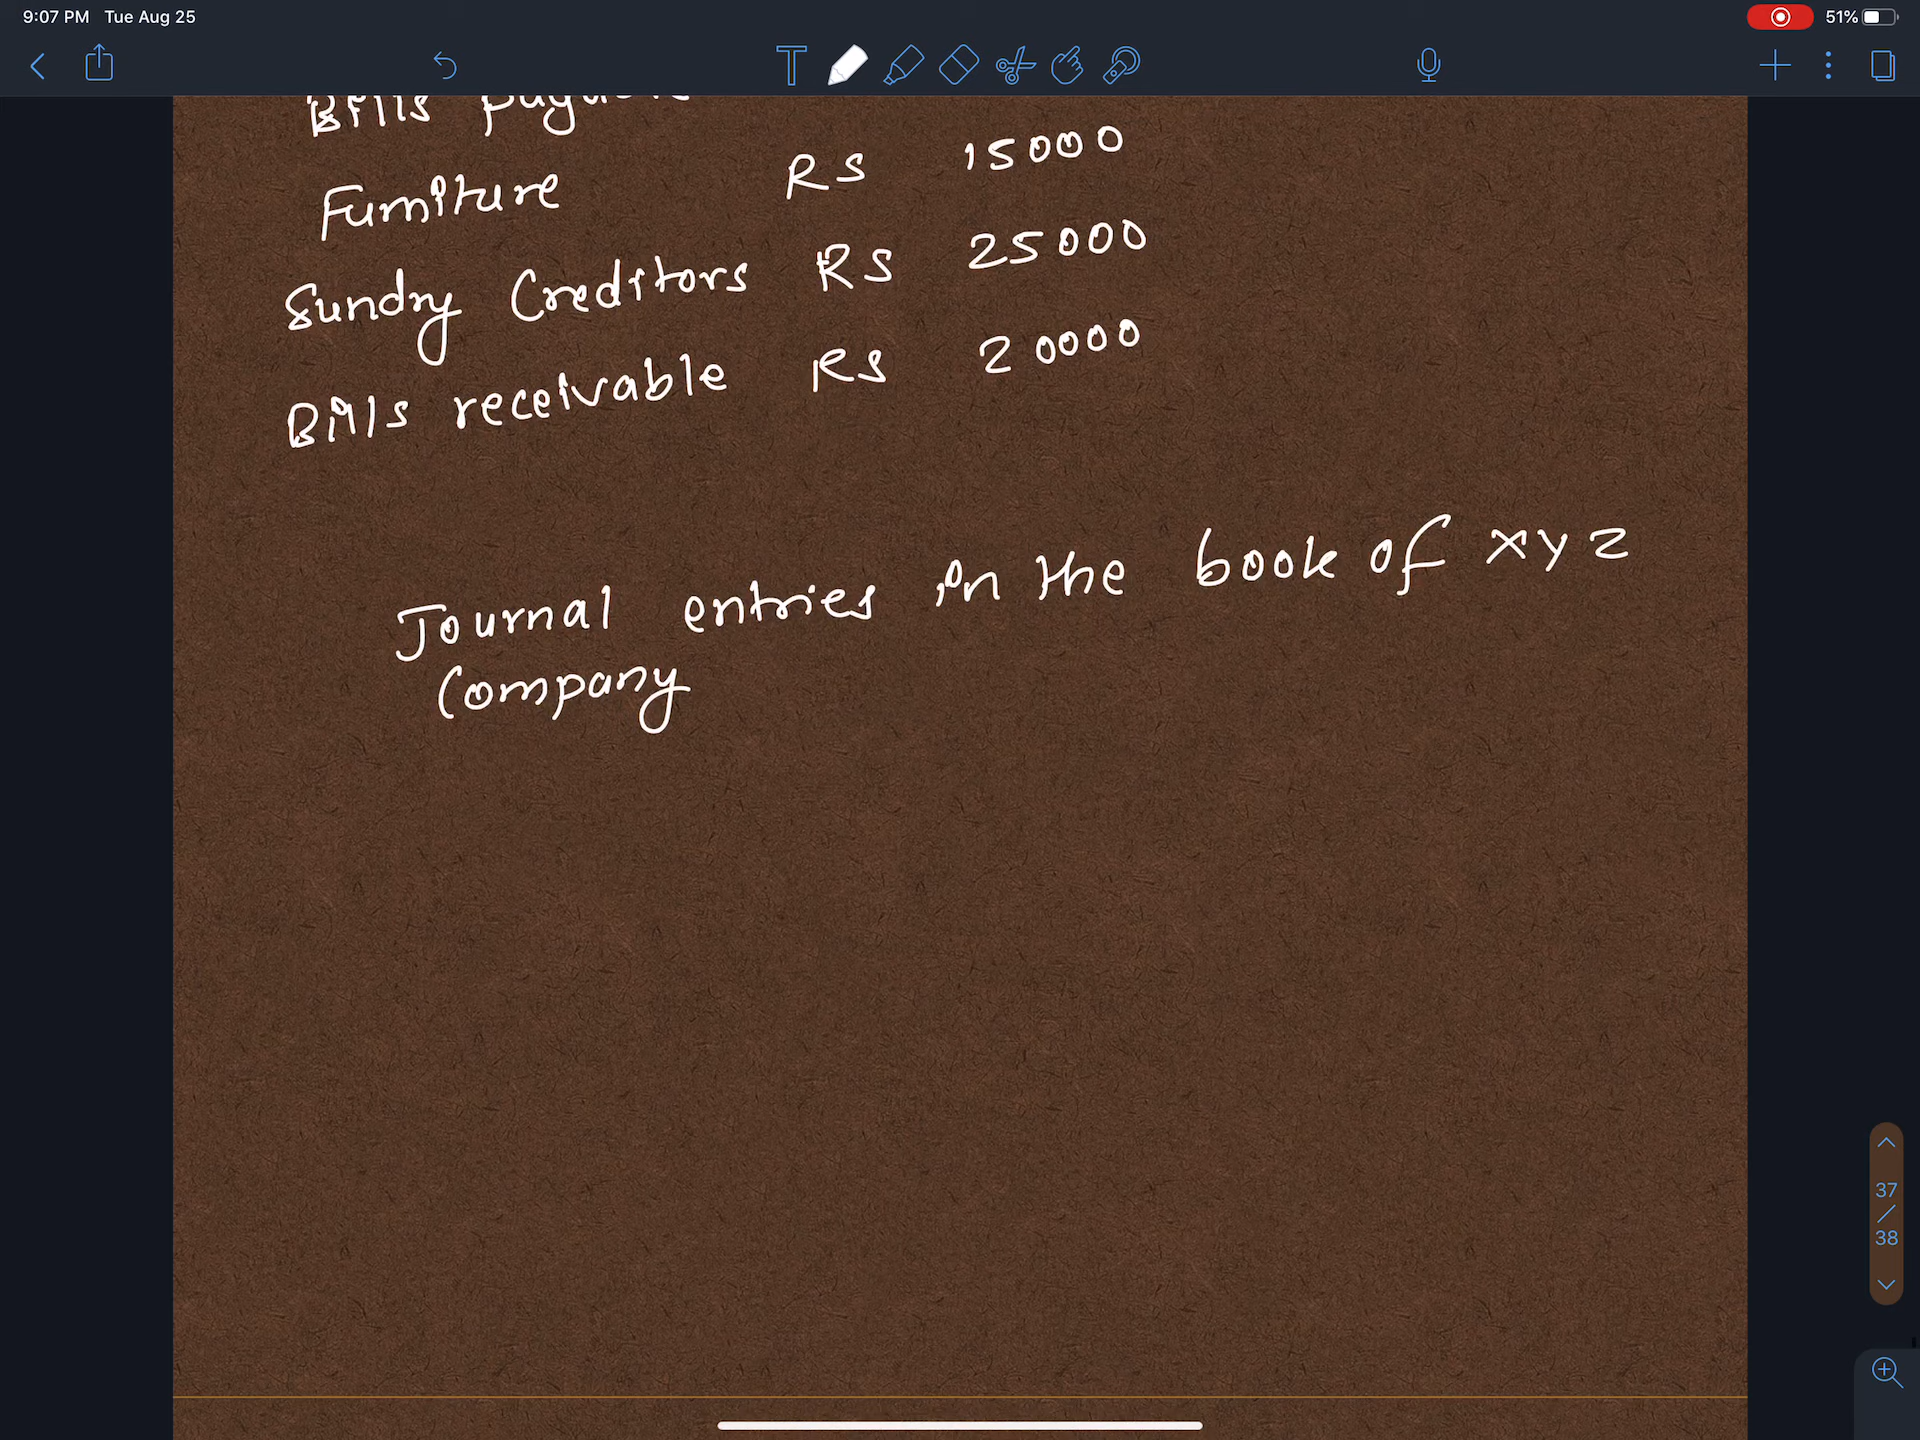 9:07 PM Tue Aug 25
51%
Bills
Furniture Rs 15000
Sundry Creditors Rs 25000
Bills receivable Rs 20000
Journal entries in the book of xyz
Company
37
/
38